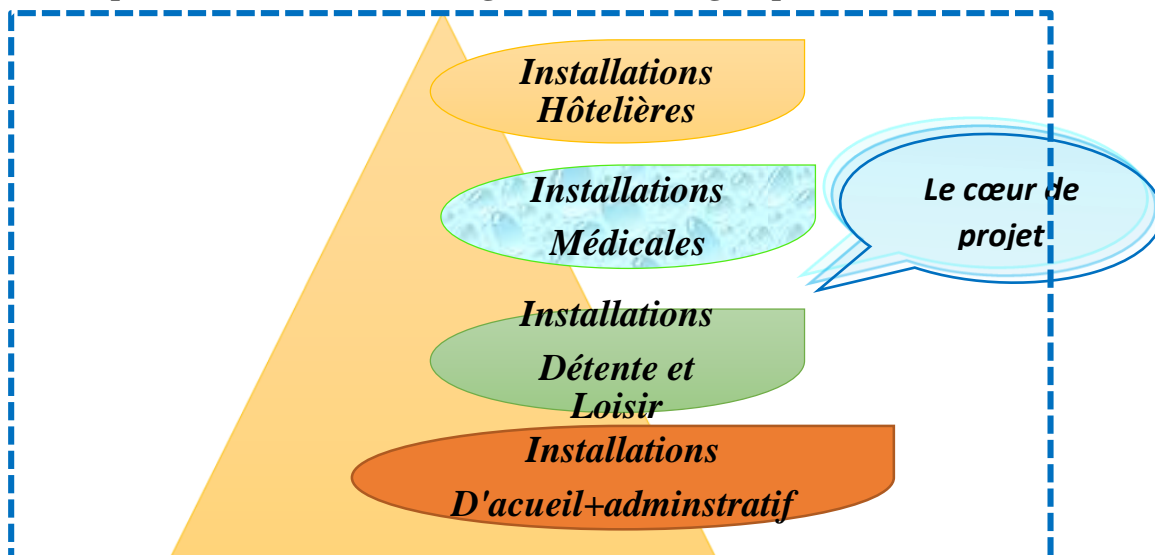 Installations
Hôtelières
Installations
Médicales
Le cœur de
projet
Installations
Détente et
Loisir
Installations
D'acueil+adminstratif